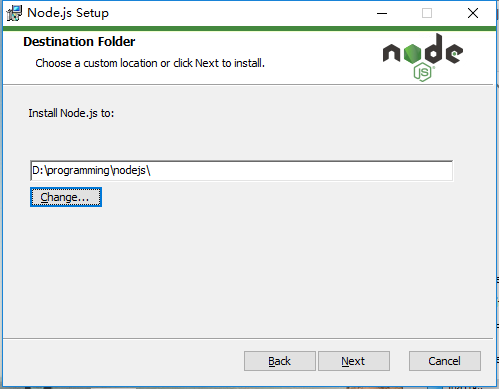 Node.js Setup
Destination Folder
Choose a custom location or click Next to install.
node
JS
Install Node.js to:
D:\programming\nodejs\
Change...
Back
Next
Cancel